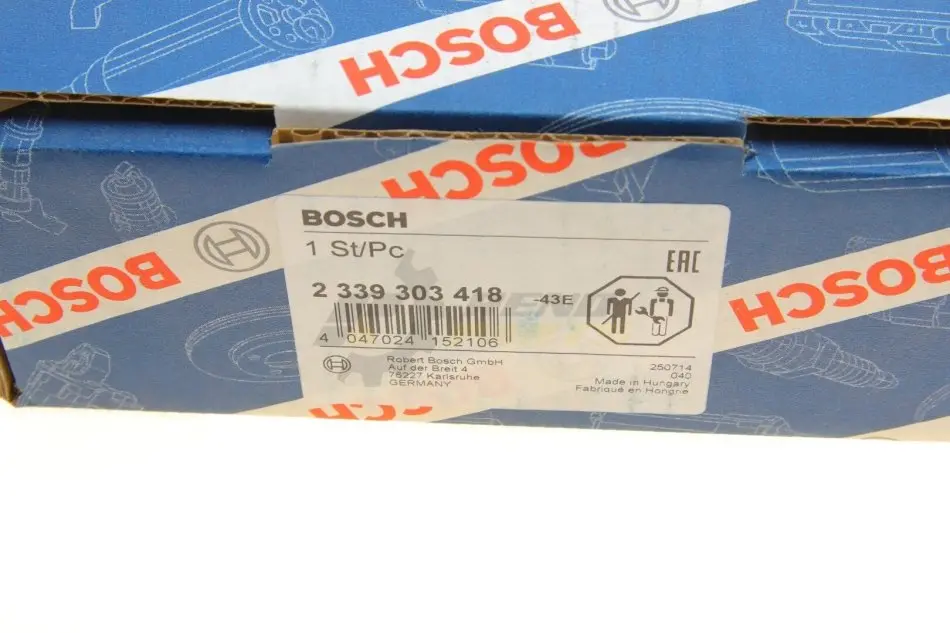 BOSCH
BOSCH
BOSCH
BOSCH
BOSCH
BOSCH
1 St/Pc
EAC
2 339 303 418 -43E
4 047024 152106
Robert Bosch GmbH
Auf der Breit 4
76227 Karlsruhe
GERMANY
250714
040
Made in Hungary
Fabriqué en Hongrie